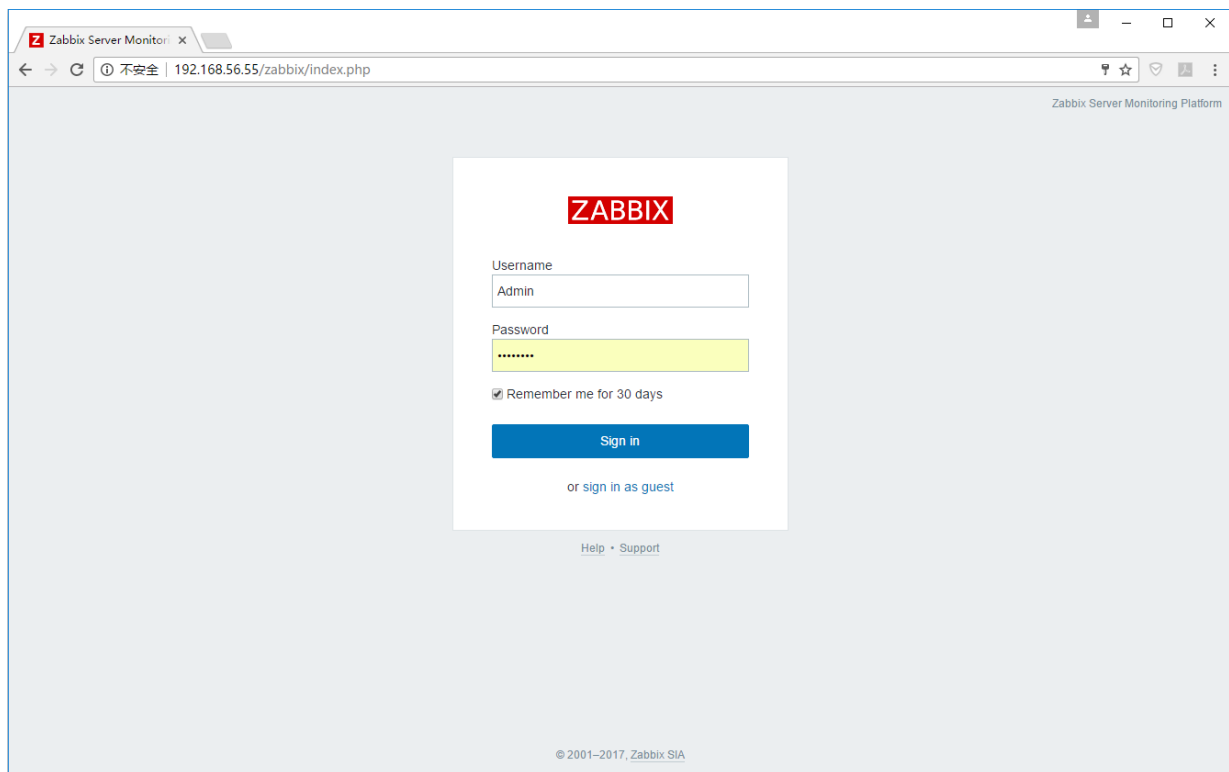 Z Zabbix Server Monitori
不安全 | 192.168.56.55/zabbix/index.php
Zabbix Server Monitoring Platform
ZABBIX
Username
Admin
Password
••••••••
Remember me for 30 days
Sign in
or sign in as guest
Help • Support
© 2001–2017, Zabbix SIA